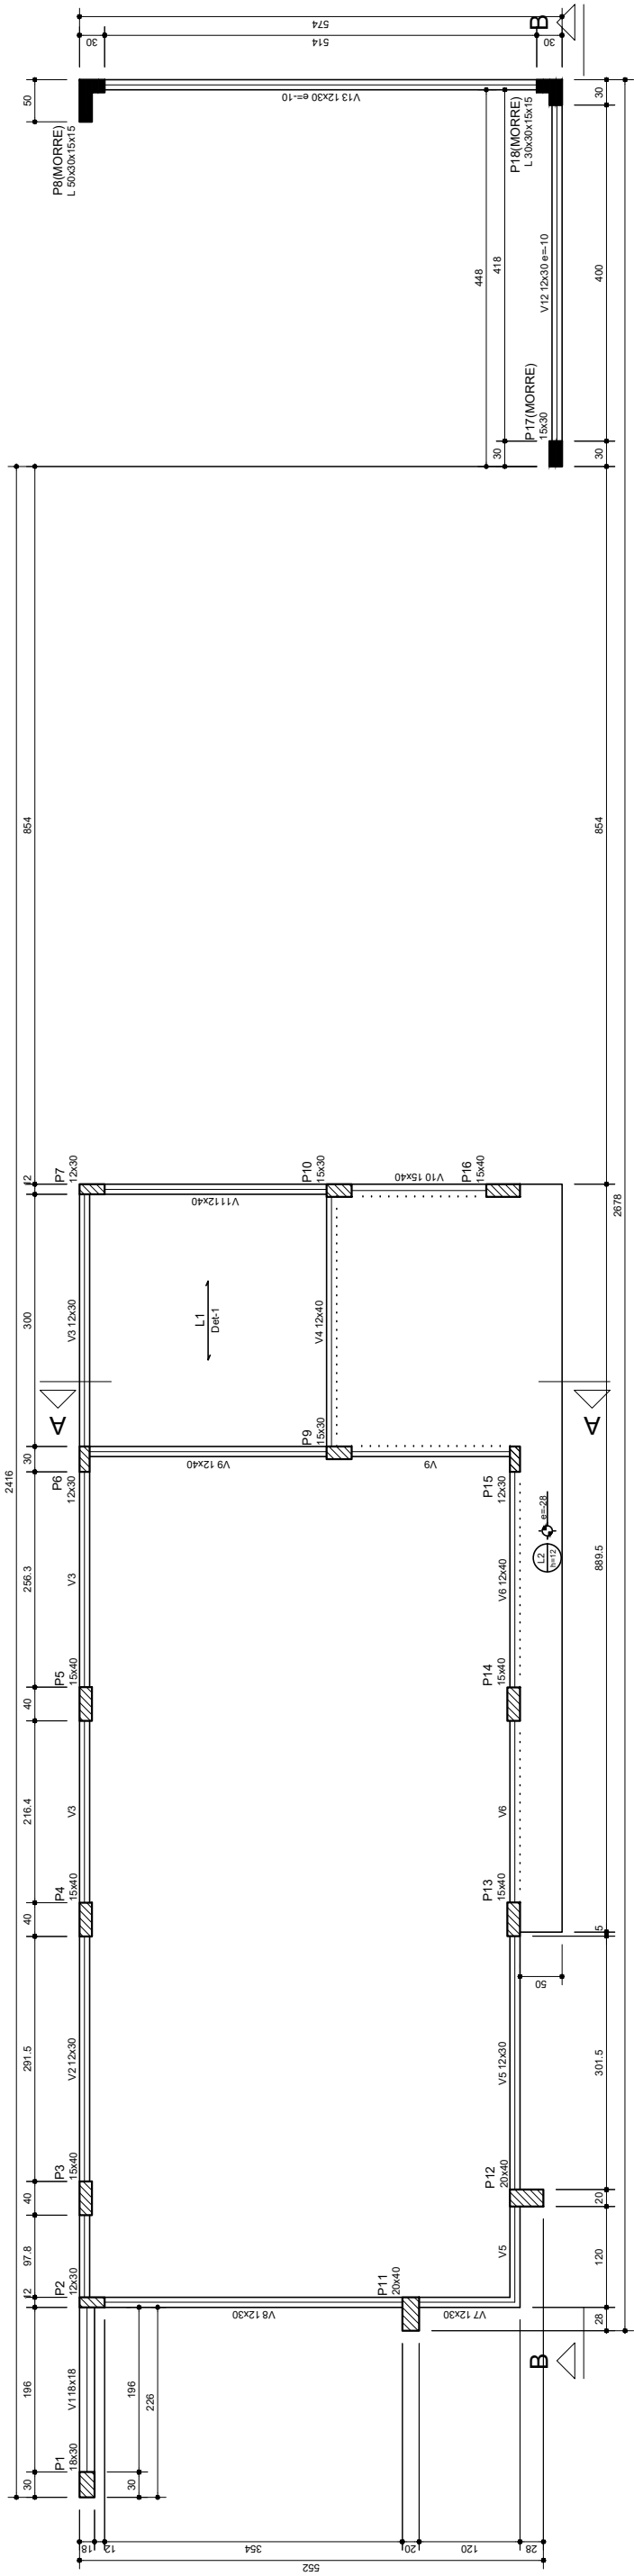 574
30
514
30
B
50
P8(MORRE)
L 50x30x15x15
V13 12x30 e=-10
P18(MORRE)
L 30x30x15x15
30
448
418
V12 12x30 e=-10
400
P17(MORRE)
15x30
30
30
854
854
12
P7
12x30
P10
15x30
V10 15x40
P16
15x40
2678
V11 12x40
300
V3 12x30
L1
Det-1
V4 12x40
A
A
2416
30
P6
12x30
V9 12x40
P9
15x30
V9
P15
12x30
L2
h=12
e=-28
256.3
V3
V6 12x40
889.5
40
P5
15x40
P14
15x40
216.4
V3
V6
40
P4
15x40
P13
15x40
5
50
291.5
V2 12x30
V5 12x30
301.5
40
P3
15x40
P12
20x40
20
97.8
V5
120
12
P2
12x30
V8 12x30
P11
20x40
V7 12x30
28
B
196
V1 18x18
196
226
30
P1
18x30
30
18
12
354
20
120
28
552